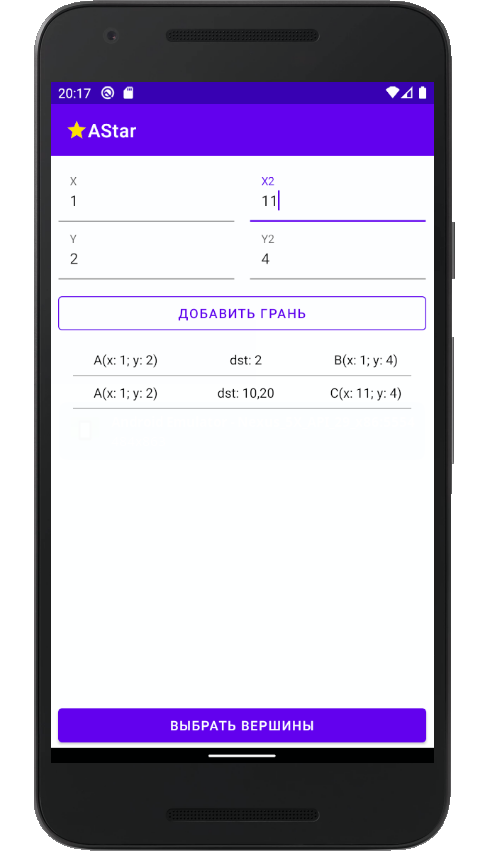 20:17
AStar
X X2
1 11
Y Y2
2 4
ДОБАВИТЬ ГРАНЬ
A(x: 1; y: 2) dst: 2 B(x: 1; y: 4)
A(x: 1; y: 2) dst: 10,20 C(x: 11; y: 4)
ВЫБРАТЬ ВЕРШИНЫ